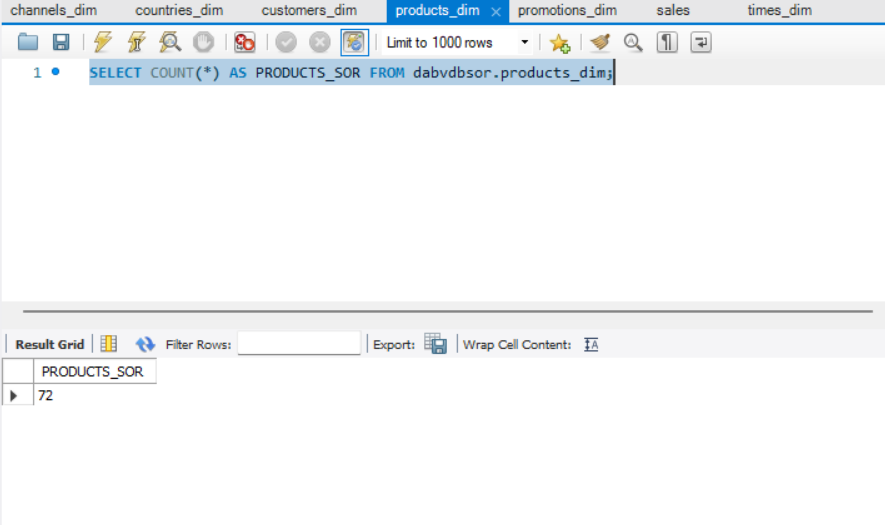 channels_dim countries_dim customers_dim products_dim × promotions_dim sales times_dim
Limit to 1000 rows
1 SELECT COUNT(*) AS PRODUCTS_SOR FROM dabvdbsor.products_dim;
Result Grid Filter Rows: Export: Wrap Cell Content: IA
PRODUCTS_SOR
72